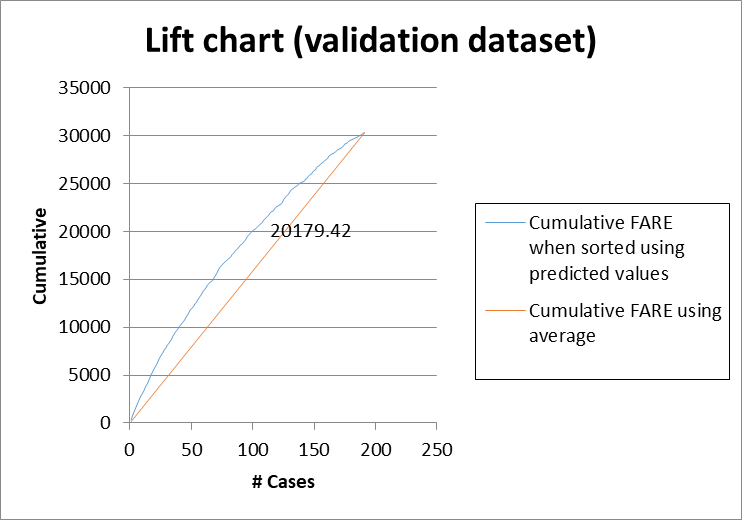 Lift chart (validation dataset)
35000
30000
25000
20000
15000
10000
5000
0
Cumulative
20179.42
0 50 100 150 200 250
# Cases
Cumulative FARE
when sorted using
predicted values
Cumulative FARE using
average